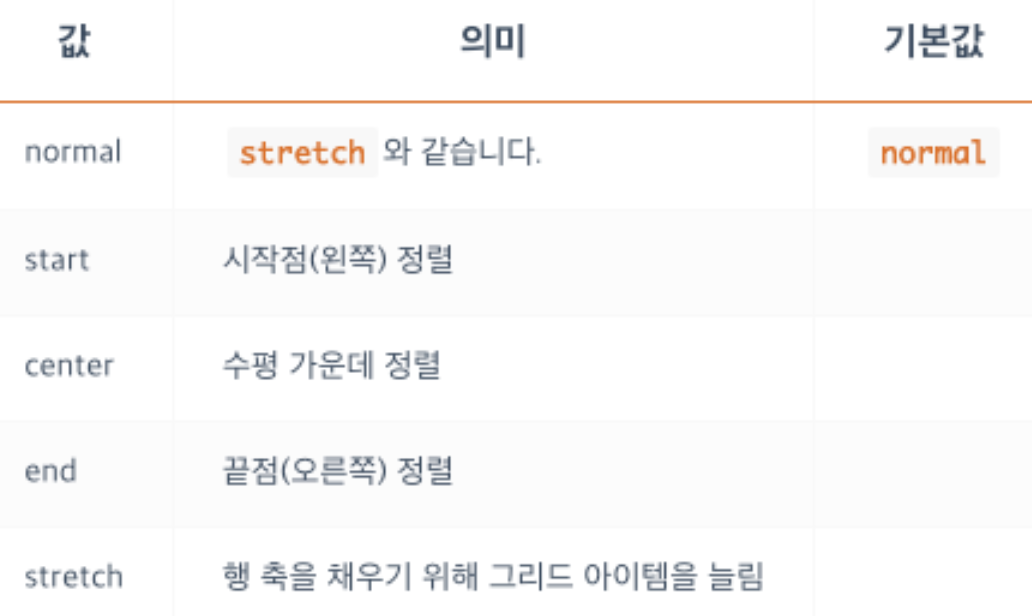 값 의미 기본값
normal stretch 와 같습니다. normal
start 시작점(왼쪽) 정렬
center 수평 가운데 정렬
end 끝점(오른쪽) 정렬
stretch 행 축을 채우기 위해 그리드 아이템을 늘림